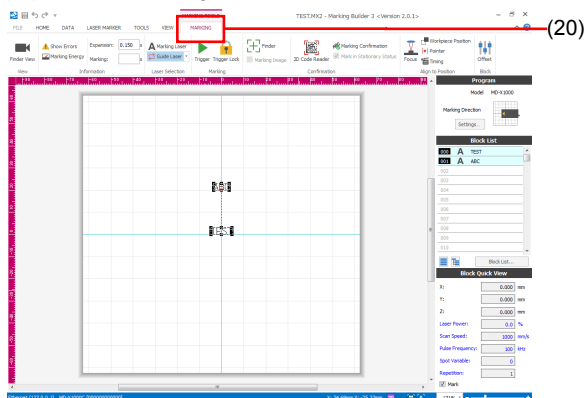 TEST.MX2 - Marking Builder 3 <Version 2.0.1>
FILE HOME DATA LASER MARKER TOOLS VIEW MARKING
(20)
Show Errors Expansion: 0.150 Marking Laser Finder Marking Confirmation Workpiece Position
Marking Energy Marking: s Guide Laser Marking Image Mark in Stationary Status Pointer
Finder View Trigger Trigger Lock 2D Code Reader Focus Timing Offset
View Information Laser Selection Marking Confirmation Align to Position Block
Program
Model MD-X1000
Marking Direction
Settings...
Block List
000 A TEST
001 A ABC
002
003
004
005
006
007
008
009
010
Block List...
Block Quick View
X: 0.000 mm
Y: 0.000 mm
Z: 0.000 mm
Laser Power: 0.0 %
Scan Speed: 1000 mm/s
Pulse Frequency: 100 kHz
Spot Variable: 0
Repetition: 1
Mark